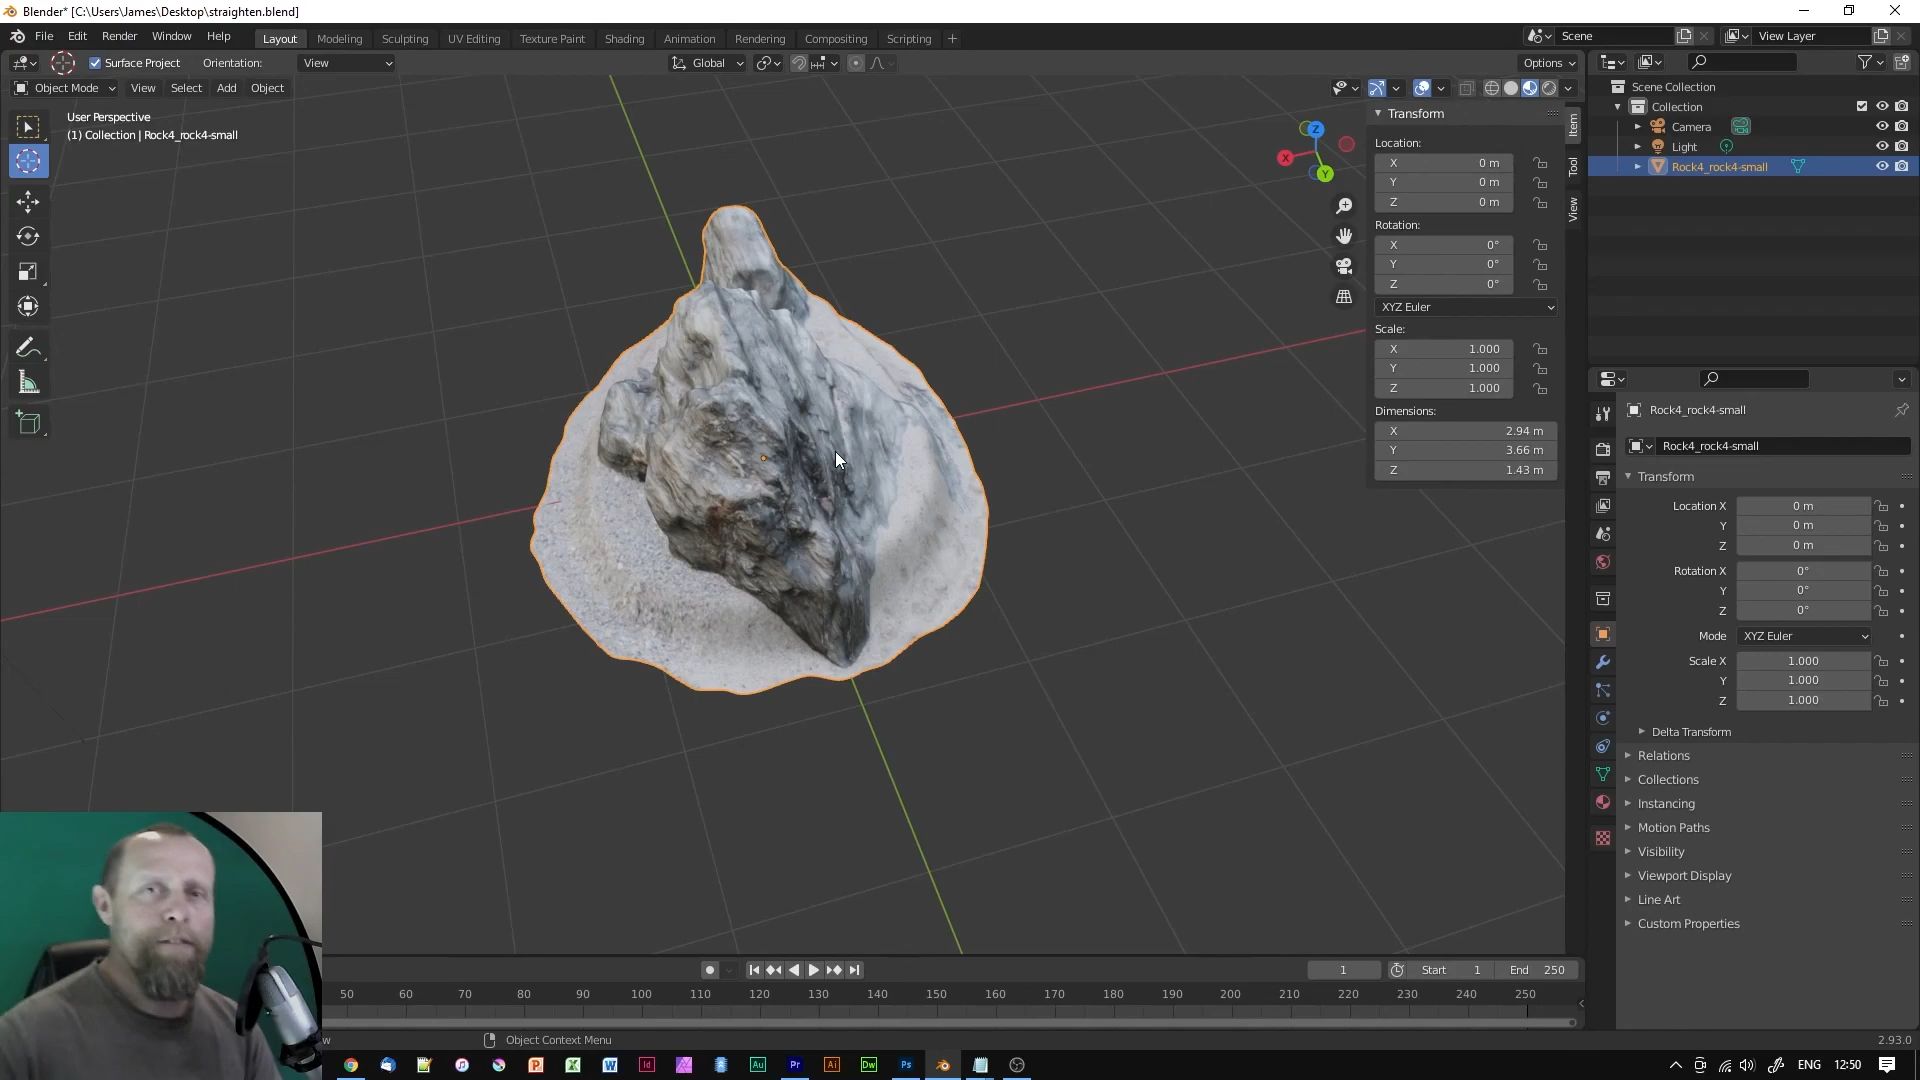 Blender* [C:\Users\James\Desktop\straighten.blend]
File Edit Render Window Help
Layout Modeling Sculpting UV Editing Texture Paint Shading Animation Rendering Compositing Scripting +
Scene
View Layer
Surface Project Orientation: View
Global
Options
Object Mode View Select Add Object
User Perspective
(1) Collection | Rock4_rock4-small
Z
X
Y
Transform
Location:
X 0 m
Y 0 m
Z 0 m
Rotation:
X 0°
Y 0°
Z 0°
XYZ Euler
Scale:
X 1.000
Y 1.000
Z 1.000
Dimensions:
X 2.94 m
Y 3.66 m
Z 1.43 m
Item
Tool
View
Scene Collection
Collection
Camera
Light
Rock4_rock4-small
Rock4_rock4-small
Rock4_rock4-small
Transform
Location X 0 m
Y 0 m
Z 0 m
Rotation X 0°
Y 0°
Z 0°
Mode XYZ Euler
Scale X 1.000
Y 1.000
Z 1.000
Delta Transform
Relations
Collections
Instancing
Motion Paths
Visibility
Viewport Display
Line Art
Custom Properties
1 Start 1 End 250
50 60 70 80 90 100 110 120 130 140 150 160 170 180 190 200 210 220 230 240 250
w Object Context Menu 2.93.0
P X W Id Au Pr Ai Dw Ps
ENG 12:50